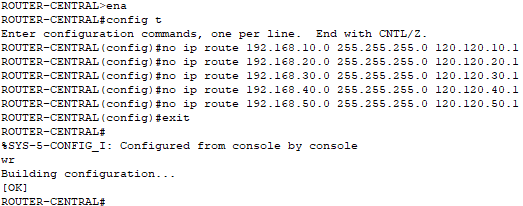 ROUTER-CENTRAL>ena
ROUTER-CENTRAL#config t
Enter configuration commands, one per line.  End with CNTL/Z.
ROUTER-CENTRAL(config)#no ip route 192.168.10.0 255.255.255.0 120.120.10.1
ROUTER-CENTRAL(config)#no ip route 192.168.20.0 255.255.255.0 120.120.20.1
ROUTER-CENTRAL(config)#no ip route 192.168.30.0 255.255.255.0 120.120.30.1
ROUTER-CENTRAL(config)#no ip route 192.168.40.0 255.255.255.0 120.120.40.1
ROUTER-CENTRAL(config)#no ip route 192.168.50.0 255.255.255.0 120.120.50.1
ROUTER-CENTRAL(config)#exit
ROUTER-CENTRAL#
%SYS-5-CONFIG_I: Configured from console by console
wr
Building configuration...
[OK]
ROUTER-CENTRAL#